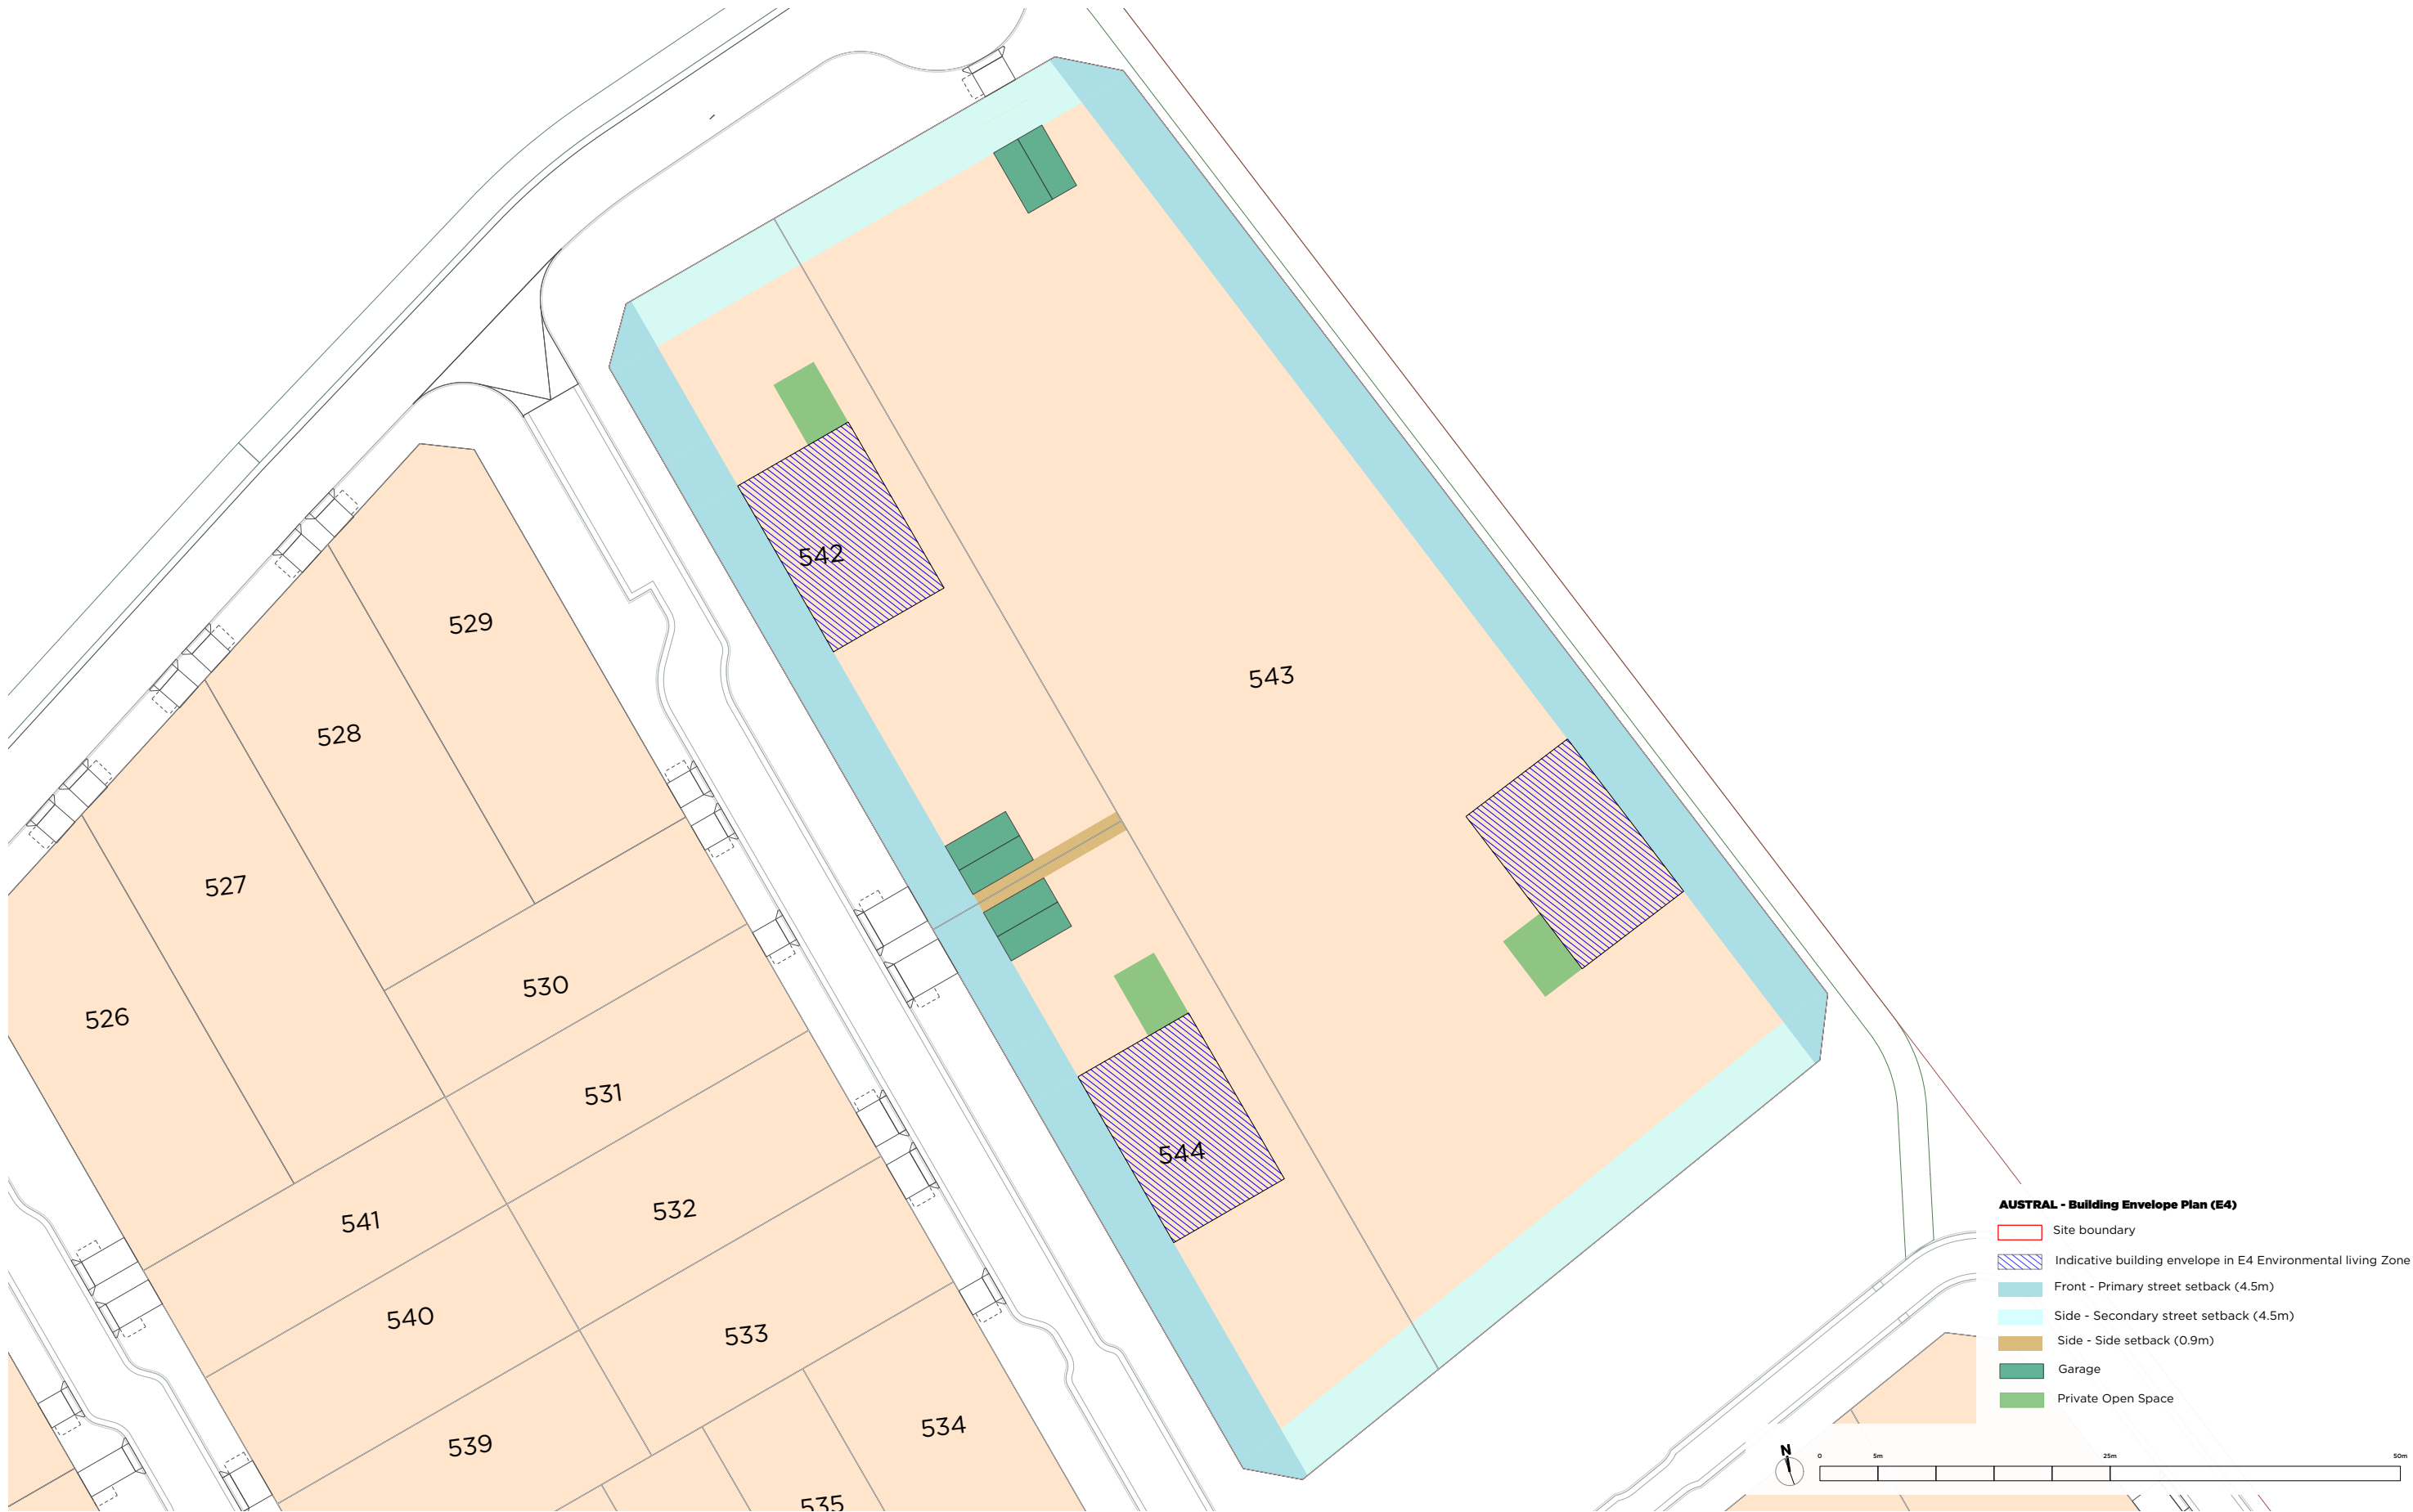 542
529
543
528
527
530
526
531
544
541
532
540
533
534
539
535
AUSTRAL - Building Envelope Plan (E4)
Site boundary
Indicative building envelope in E4 Environmental living Zone
Front - Primary street setback (4.5m)
Side - Secondary street setback (4.5m)
Side - Side setback (0.9m)
Garage
Private Open Space
N
0 5m 25m 50m